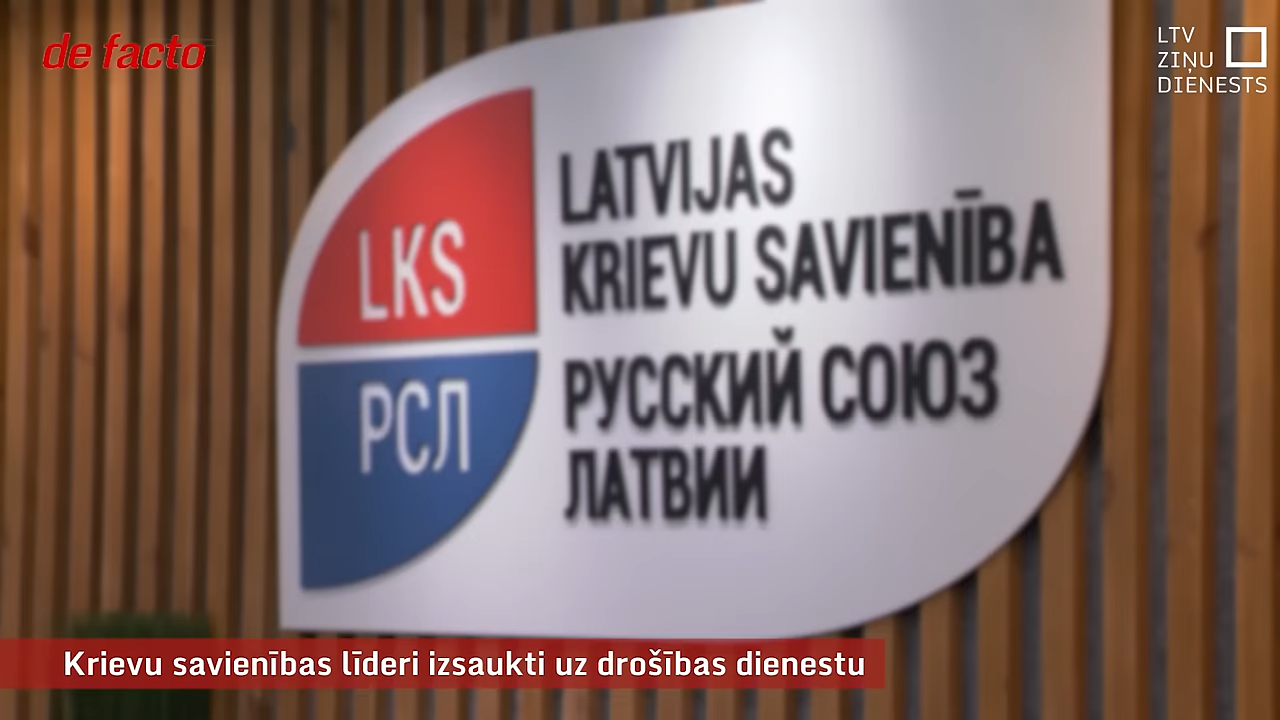 de facto
LTV
ZIŅU
DIENESTS
LKS
РСЛ
LATVIJAS
KRIEVU SAVIENĪBA
РУССКИЙ СОЮЗ
ЛАТВИИ
Krievu savienības līderi izsaukti uz drošības dienestu